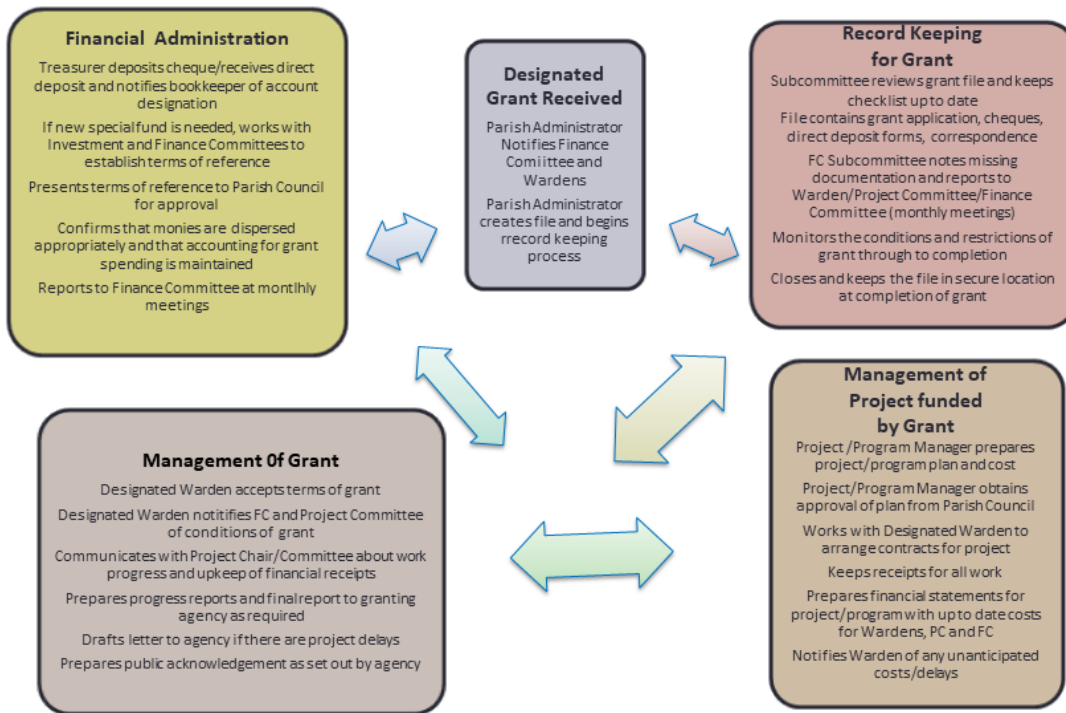 Financial Administration
Treasurer deposits cheque/receives direct
deposit and notifies bookkeeper of account
designation
If new special fund is needed, works with
Investment and Finance Committees to
establish terms of reference
Presents terms of reference to Parish Council
for approval
Confirms that monies are dispersed
appropriately and that accounting for grant
spending is maintained
Reports to Finance Committee at montlhly
meetings
Designated
Grant Received
Parish Administrator
Notifies Finance
Comiittee and
Wardens
Parish Administrator
creates file and begins
rrecord keeping
process
Record Keeping
for Grant
Subcommittee reviews grant file and keeps
checklist up to date
File contains grant application, cheques,
direct deposit forms, correspondence
FC Subcommittee notes missing
documentation and reports to
Warden/Project Committee/Finance
Committee (monthly meetings)
Monitors the conditions and restrictions of
grant through to completion
Closes and keeps the file in secure location
at completion of grant
Management 0f Grant
Designated Warden accepts terms of grant
Designated Warden notitifies FC and Project Committee
of conditions of grant
Communicates with Project Chair/Committee about work
progress and upkeep of financial receipts
Prepares progress reports and final report to granting
agency as required
Drafts letter to agency if there are project delays
Prepares public acknowledgement as set out by agency
Management of
Project funded
by Grant
Project /Program Manager prepares
project/program plan and cost
Project/Program Manager obtains
approval of plan from Parish Council
Works with Designated Warden to
arrange contracts for project
Keeps receipts for all work
Prepares financial statements for
project/program with up to date costs
for Wardens, PC and FC
Notifies Warden of any unanticipated
costs/delays